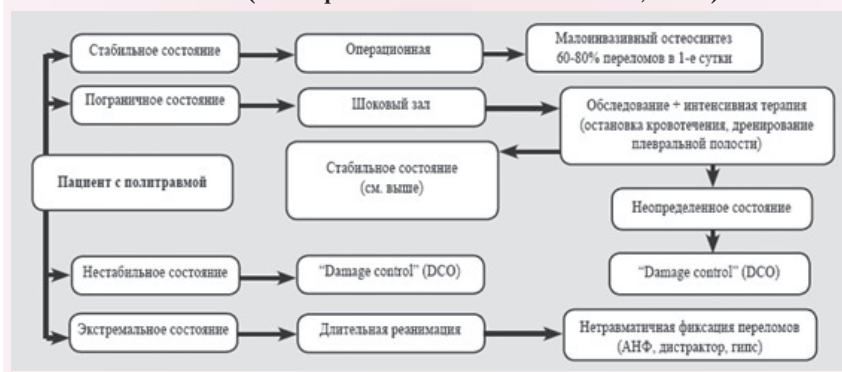 Стабильное состояние
Операционная
Малоинвазивный остеосинтез
60-80% переломов в 1-е сутки
Пограничное состояние
Шоковый зал
Обследование + интенсивная терапия
(остановка кровотечения, дренирование
плевральной полости)
Стабильное состояние
(см. выше)
Пациент с политравмой
Неопределенное состояние
Нестабильное состояние
“Damage control” (DCO)
“Damage control” (DCO)
Экстремальное состояние
Длительная реанимация
Нетравматичная фиксация переломов
(АНФ, дистрактор, гипс)